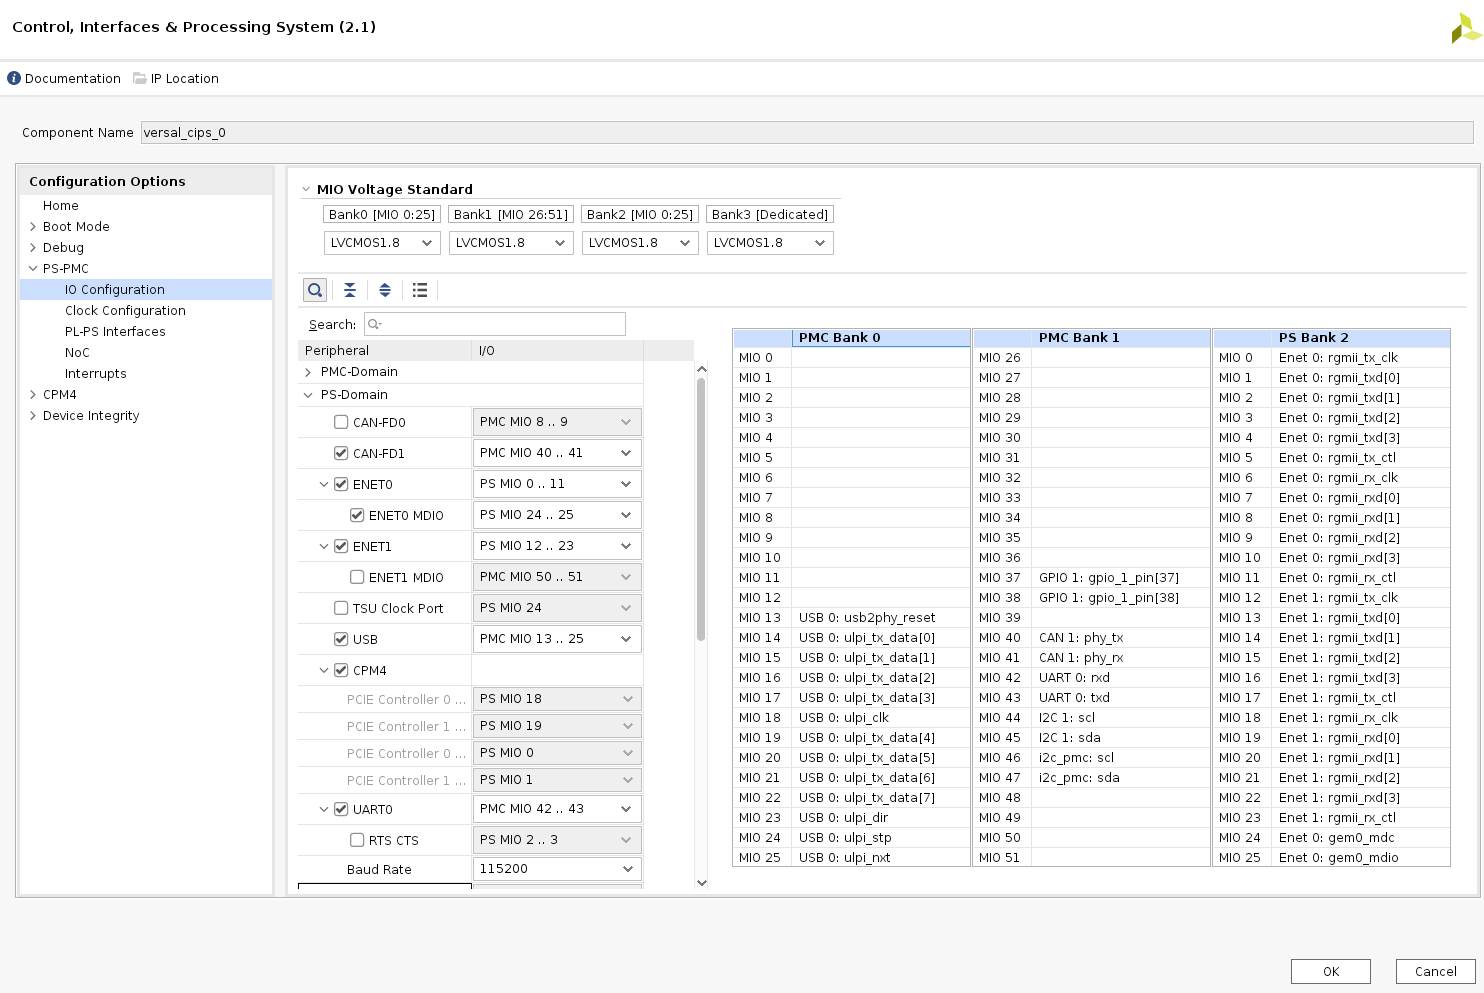 Control, Interfaces & Processing System (2.1)
Documentation IP Location
Component Name versal_cips_0
Configuration Options
Home
Boot Mode
Debug
PS-PMC
IO Configuration
Clock Configuration
PL-PS Interfaces
NoC
Interrupts
CPM4
Device Integrity
MIO Voltage Standard
Bank0 [MIO 0:25] Bank1 [MIO 26:51] Bank2 [MIO 0:25] Bank3 [Dedicated]
LVCMOS1.8 LVCMOS1.8 LVCMOS1.8 LVCMOS1.8
Search:
Peripheral I/O
PMC-Domain
PS-Domain
CAN-FD0 PMC MIO 8 .. 9
CAN-FD1 PMC MIO 40 .. 41
ENET0 PS MIO 0 .. 11
ENET0 MDIO PS MIO 24 .. 25
ENET1 PS MIO 12 .. 23
ENET1 MDIO PMC MIO 50 .. 51
TSU Clock Port PS MIO 24
USB PMC MIO 13 .. 25
CPM4
PCIE Controller 0 ... PS MIO 18
PCIE Controller 1 ... PS MIO 19
PCIE Controller 0 ... PS MIO 0
PCIE Controller 1 ... PS MIO 1
UART0 PMC MIO 42 .. 43
RTS CTS PS MIO 2 .. 3
Baud Rate 115200
PMC Bank 0 PMC Bank 1 PS Bank 2
MIO 0 MIO 26 MIO 0 Enet 0: rgmii_tx_clk
MIO 1 MIO 27 MIO 1 Enet 0: rgmii_txd[0]
MIO 2 MIO 28 MIO 2 Enet 0: rgmii_txd[1]
MIO 3 MIO 29 MIO 3 Enet 0: rgmii_txd[2]
MIO 4 MIO 30 MIO 4 Enet 0: rgmii_txd[3]
MIO 5 MIO 31 MIO 5 Enet 0: rgmii_tx_ctl
MIO 6 MIO 32 MIO 6 Enet 0: rgmii_rx_clk
MIO 7 MIO 33 MIO 7 Enet 0: rgmii_rxd[0]
MIO 8 MIO 34 MIO 8 Enet 0: rgmii_rxd[1]
MIO 9 MIO 35 MIO 9 Enet 0: rgmii_rxd[2]
MIO 10 MIO 36 MIO 10 Enet 0: rgmii_rxd[3]
MIO 11 MIO 37 GPIO 1: gpio_1_pin[37] MIO 11 Enet 0: rgmii_rx_ctl
MIO 12 MIO 38 GPIO 1: gpio_1_pin[38] MIO 12 Enet 1: rgmii_tx_clk
MIO 13 USB 0: usb2phy_reset MIO 39 MIO 13 Enet 1: rgmii_txd[0]
MIO 14 USB 0: ulpi_tx_data[0] MIO 40 CAN 1: phy_tx MIO 14 Enet 1: rgmii_txd[1]
MIO 15 USB 0: ulpi_tx_data[1] MIO 41 CAN 1: phy_rx MIO 15 Enet 1: rgmii_txd[2]
MIO 16 USB 0: ulpi_tx_data[2] MIO 42 UART 0: rxd MIO 16 Enet 1: rgmii_txd[3]
MIO 17 USB 0: ulpi_tx_data[3] MIO 43 UART 0: txd MIO 17 Enet 1: rgmii_tx_ctl
MIO 18 USB 0: ulpi_clk MIO 44 I2C 1: scl MIO 18 Enet 1: rgmii_rx_clk
MIO 19 USB 0: ulpi_tx_data[4] MIO 45 I2C 1: sda MIO 19 Enet 1: rgmii_rxd[0]
MIO 20 USB 0: ulpi_tx_data[5] MIO 46 i2c_pmc: scl MIO 20 Enet 1: rgmii_rxd[1]
MIO 21 USB 0: ulpi_tx_data[6] MIO 47 i2c_pmc: sda MIO 21 Enet 1: rgmii_rxd[2]
MIO 22 USB 0: ulpi_tx_data[7] MIO 48 MIO 22 Enet 1: rgmii_rxd[3]
MIO 23 USB 0: ulpi_dir MIO 49 MIO 23 Enet 1: rgmii_rx_ctl
MIO 24 USB 0: ulpi_stp MIO 50 MIO 24 Enet 0: gem0_mdc
MIO 25 USB 0: ulpi_nxt MIO 51 MIO 25 Enet 0: gem0_mdio
OK Cancel